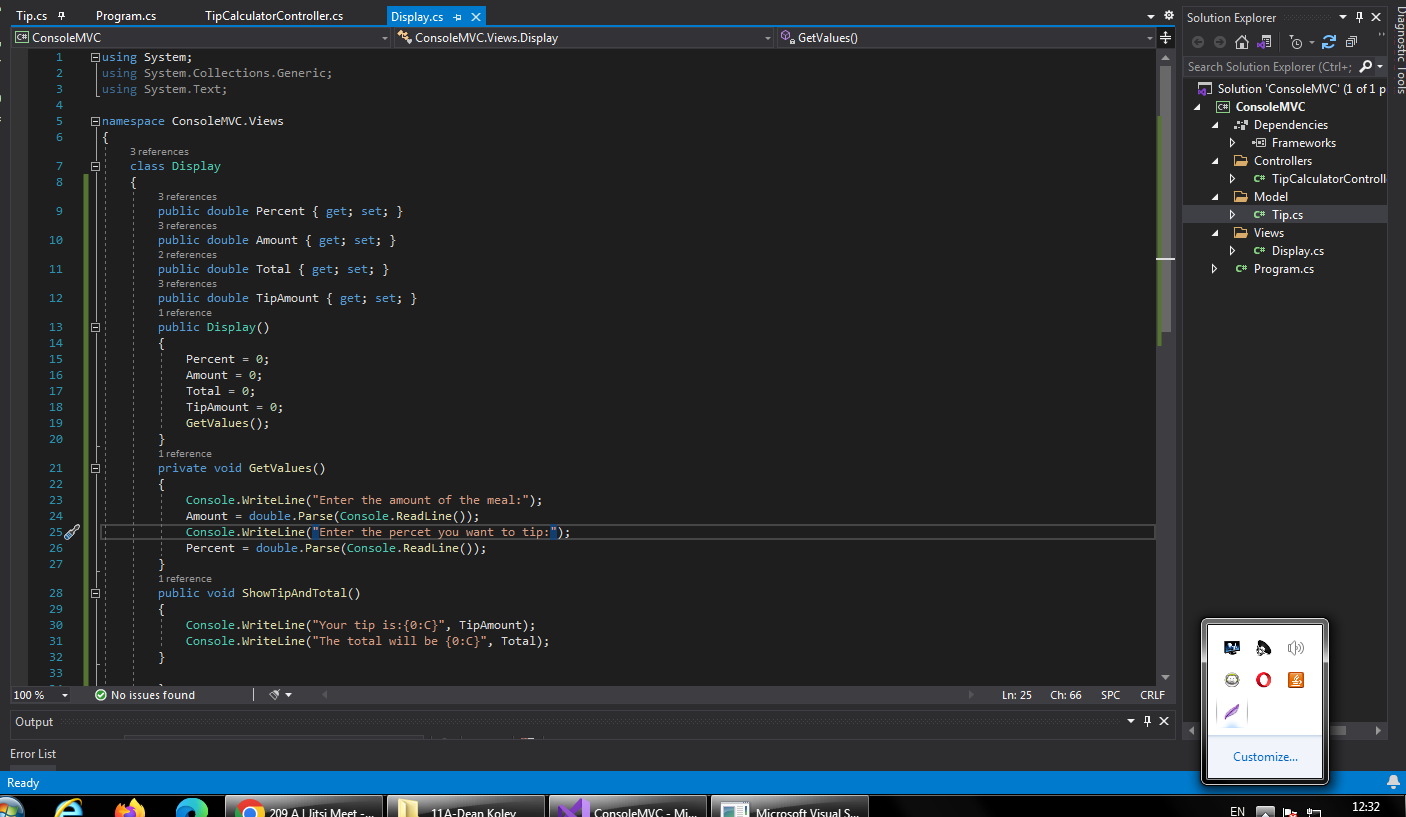 Tip.cs
Program.cs
TipCalculatorController.cs
Display.cs
ConsoleMVC
ConsoleMVC.Views.Display
GetValues()
1 using System;
2 using System.Collections.Generic;
3 using System.Text;
4
5 namespace ConsoleMVC.Views
6 {
3 references
7 class Display
8 {
3 references
9 public double Percent { get; set; }
3 references
10 public double Amount { get; set; }
2 references
11 public double Total { get; set; }
3 references
12 public double TipAmount { get; set; }
1 reference
13 public Display()
14 {
15 Percent = 0;
16 Amount = 0;
17 Total = 0;
18 TipAmount = 0;
19 GetValues();
20 }
1 reference
21 private void GetValues()
22 {
23 Console.WriteLine("Enter the amount of the meal:");
24 Amount = double.Parse(Console.ReadLine());
25 Console.WriteLine("Enter the percet you want to tip:");
26 Percent = double.Parse(Console.ReadLine());
27 }
1 reference
28 public void ShowTipAndTotal()
29 {
30 Console.WriteLine("Your tip is:{0:C}", TipAmount);
31 Console.WriteLine("The total will be {0:C}", Total);
32 }
33
100 %
No issues found
Ln: 25
Ch: 66
SPC
CRLF
Output
Error List
Ready
Solution Explorer
Search Solution Explorer (Ctrl+;
Solution 'ConsoleMVC' (1 of 1 p
C# ConsoleMVC
Dependencies
Frameworks
Controllers
C# TipCalculatorControll
Model
C# Tip.cs
Views
C# Display.cs
C# Program.cs
Diagnostic Tools
Customize...
209 A | Jitsi Meet -...
11A-Dean Kolev
ConsoleMVC - Mi...
Microsoft Visual S...
EN
12:32